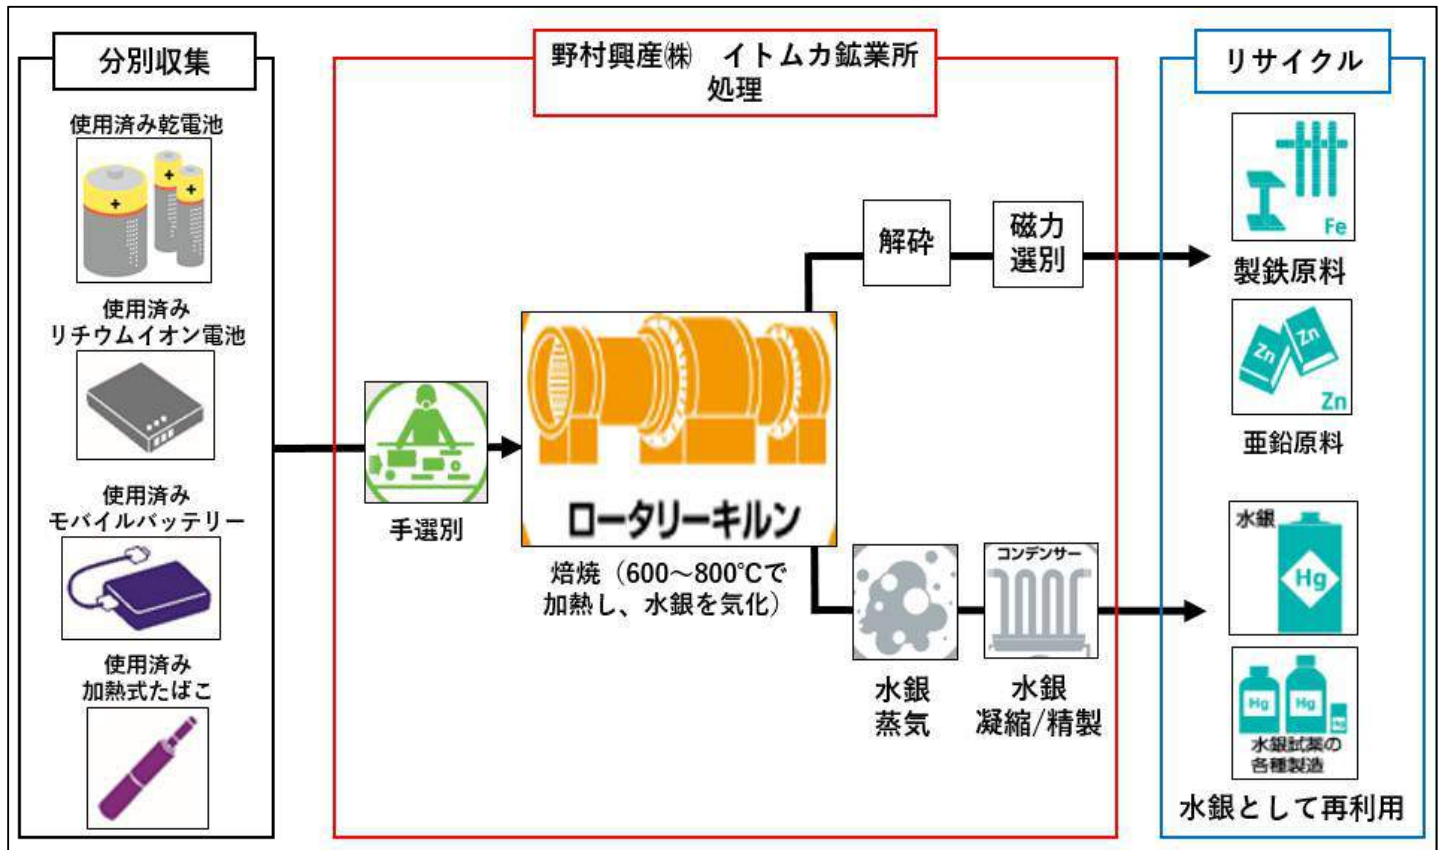 分別収集
使用済み乾電池
使用済み
リチウムイオン電池
使用済み
モバイルバッテリー
使用済み
加熱式たばこ
野村興産㈱　イトムカ鉱業所
処理
手選別
ロータリーキルン
焙焼（600～800℃で
加熱し、水銀を気化）
解砕
磁力
選別
水銀
蒸気
コンデンサー
水銀
凝縮/精製
リサイクル
Fe
製鉄原料
Zn
Zn
Zn
亜鉛原料
水銀
Hg
Hg
Hg
Hg
水銀試薬の
各種製造
水銀として再利用